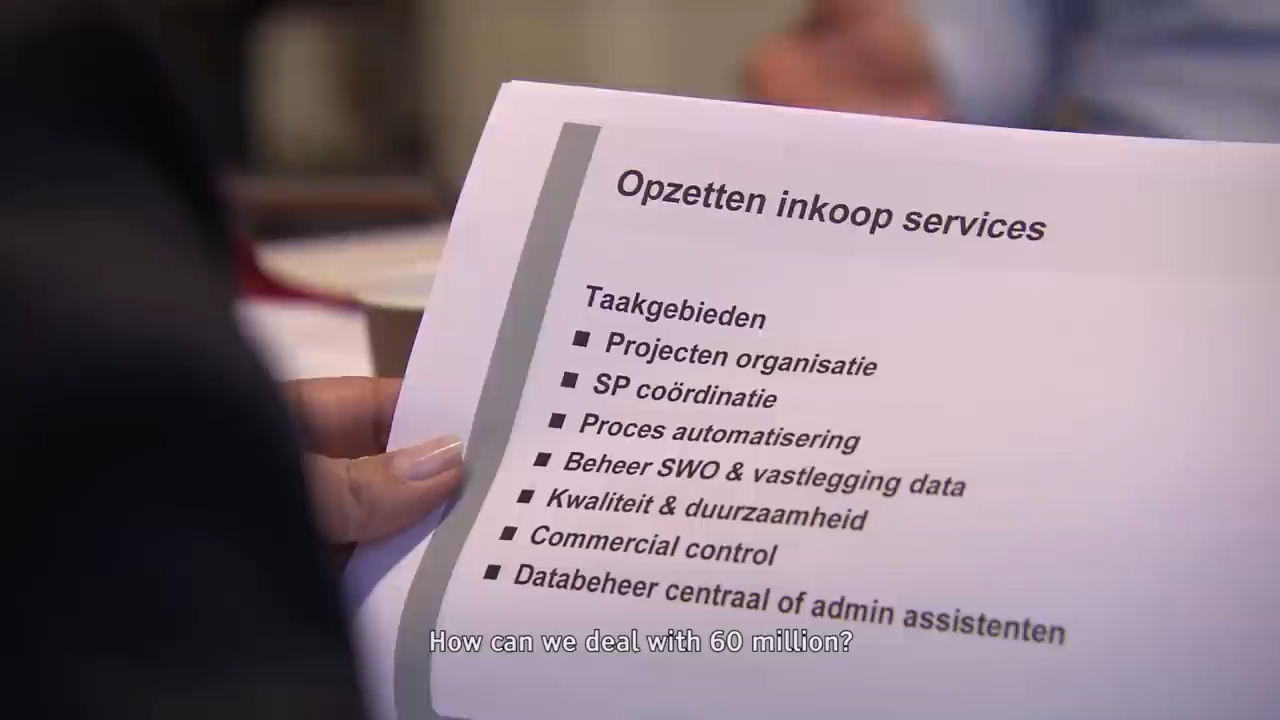 Opzetten inkoop services
Taakgebieden
■ Projecten organisatie
■ SP coördinatie
■ Proces automatisering
■ Beheer SWO & vastlegging data
■ Kwaliteit & duurzaamheid
■ Commercial control
■ Databeheer centraal of admin assistenten
How can we deal with 60 million?